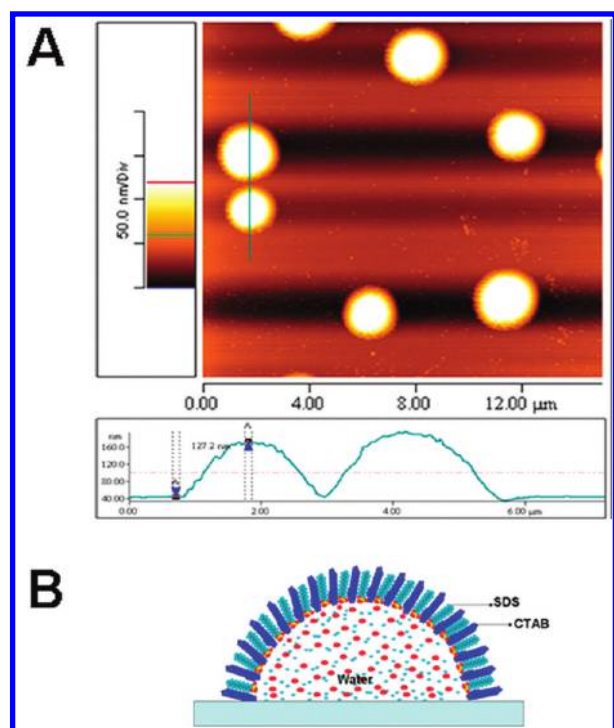 A
50.0 nm/Div
0.00 4.00 8.00 12.00 μm
nm
160.0
120.0
80.00
40.00
127.2 nm
0.00 2.00 4.00 6.00 μm
B
SDS
CTAB
Water